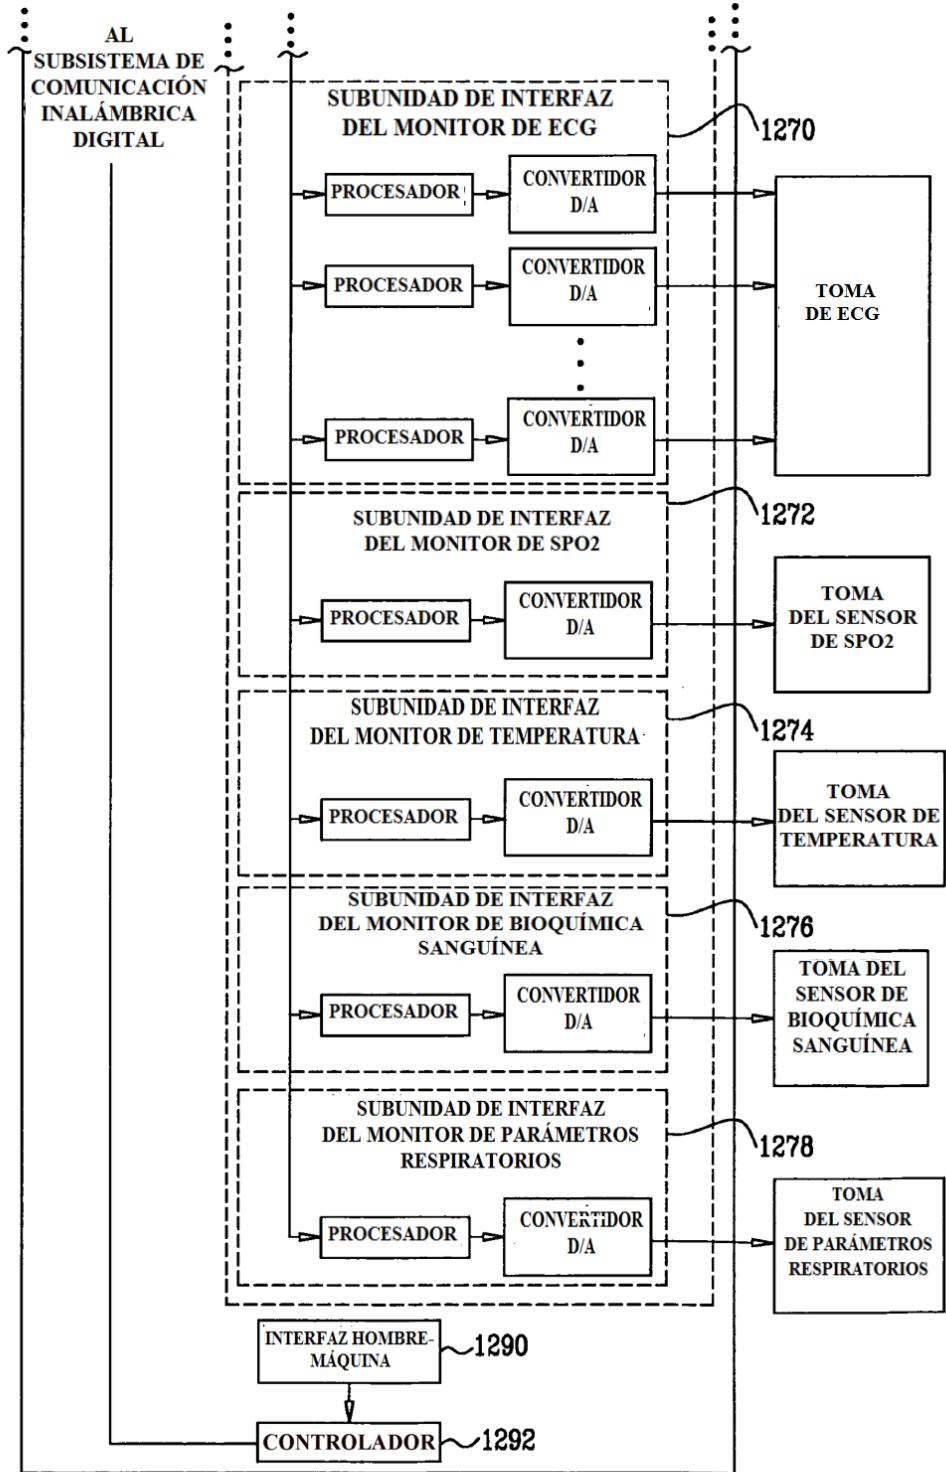 AL
SUBSISTEMA DE
COMUNICACIÓN
INALÁMBRICA
DIGITAL
SUBUNIDAD DE INTERFAZ
DEL MONITOR DE ECG
1270
PROCESADOR
CONVERTIDOR
D/A
PROCESADOR
CONVERTIDOR
D/A
PROCESADOR
CONVERTIDOR
D/A
TOMA
DE ECG
SUBUNIDAD DE INTERFAZ
DEL MONITOR DE SPO2
1272
PROCESADOR
CONVERTIDOR
D/A
TOMA
DEL SENSOR
DE SPO2
SUBUNIDAD DE INTERFAZ
DEL MONITOR DE TEMPERATURA
1274
PROCESADOR
CONVERTIDOR
D/A
TOMA
DEL SENSOR DE
TEMPERATURA
SUBUNIDAD DE INTERFAZ
DEL MONITOR DE BIOQUÍMICA
SANGUÍNEA
1276
PROCESADOR
CONVERTIDOR
D/A
TOMA DEL
SENSOR DE
BIOQUÍMICA
SANGUÍNEA
SUBUNIDAD DE INTERFAZ
DEL MONITOR DE PARÁMETROS
RESPIRATORIOS
1278
PROCESADOR
CONVERTIDOR
D/A
TOMA
DEL SENSOR
DE PARÁMETROS
RESPIRATORIOS
INTERFAZ HOMBRE-
MÁQUINA
1290
CONTROLADOR
1292